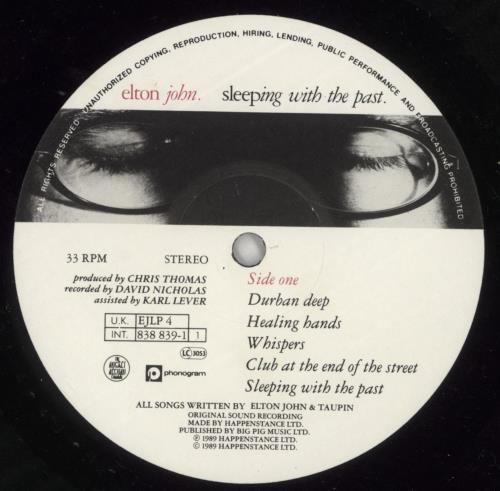 ALL RIGHTS RESERVED. UNAUTHORIZED COPYING, REPRODUCTION, HIRING, LENDING, PUBLIC PERFORMANCE AND BROADCASTING PROHIBITED
elton john. sleeping with the past.
33 RPM STEREO
produced by CHRIS THOMAS
recorded by DAVID NICHOLAS
assisted by KARL LEVER
U.K. EJLP 4
INT. 838 839-1 1
LC 3053
THE ROCKET RECORD COMPANY
phonogram
Side one
Durban deep
Healing hands
Whispers
Club at the end of the street
Sleeping with the past
ALL SONGS WRITTEN BY ELTON JOHN & TAUPIN
ORIGINAL SOUND RECORDING
MADE BY HAPPENSTANCE LTD.
PUBLISHED BY BIG PIG MUSIC LTD.
℗ 1989 HAPPENSTANCE LTD.
© 1989 HAPPENSTANCE LTD.